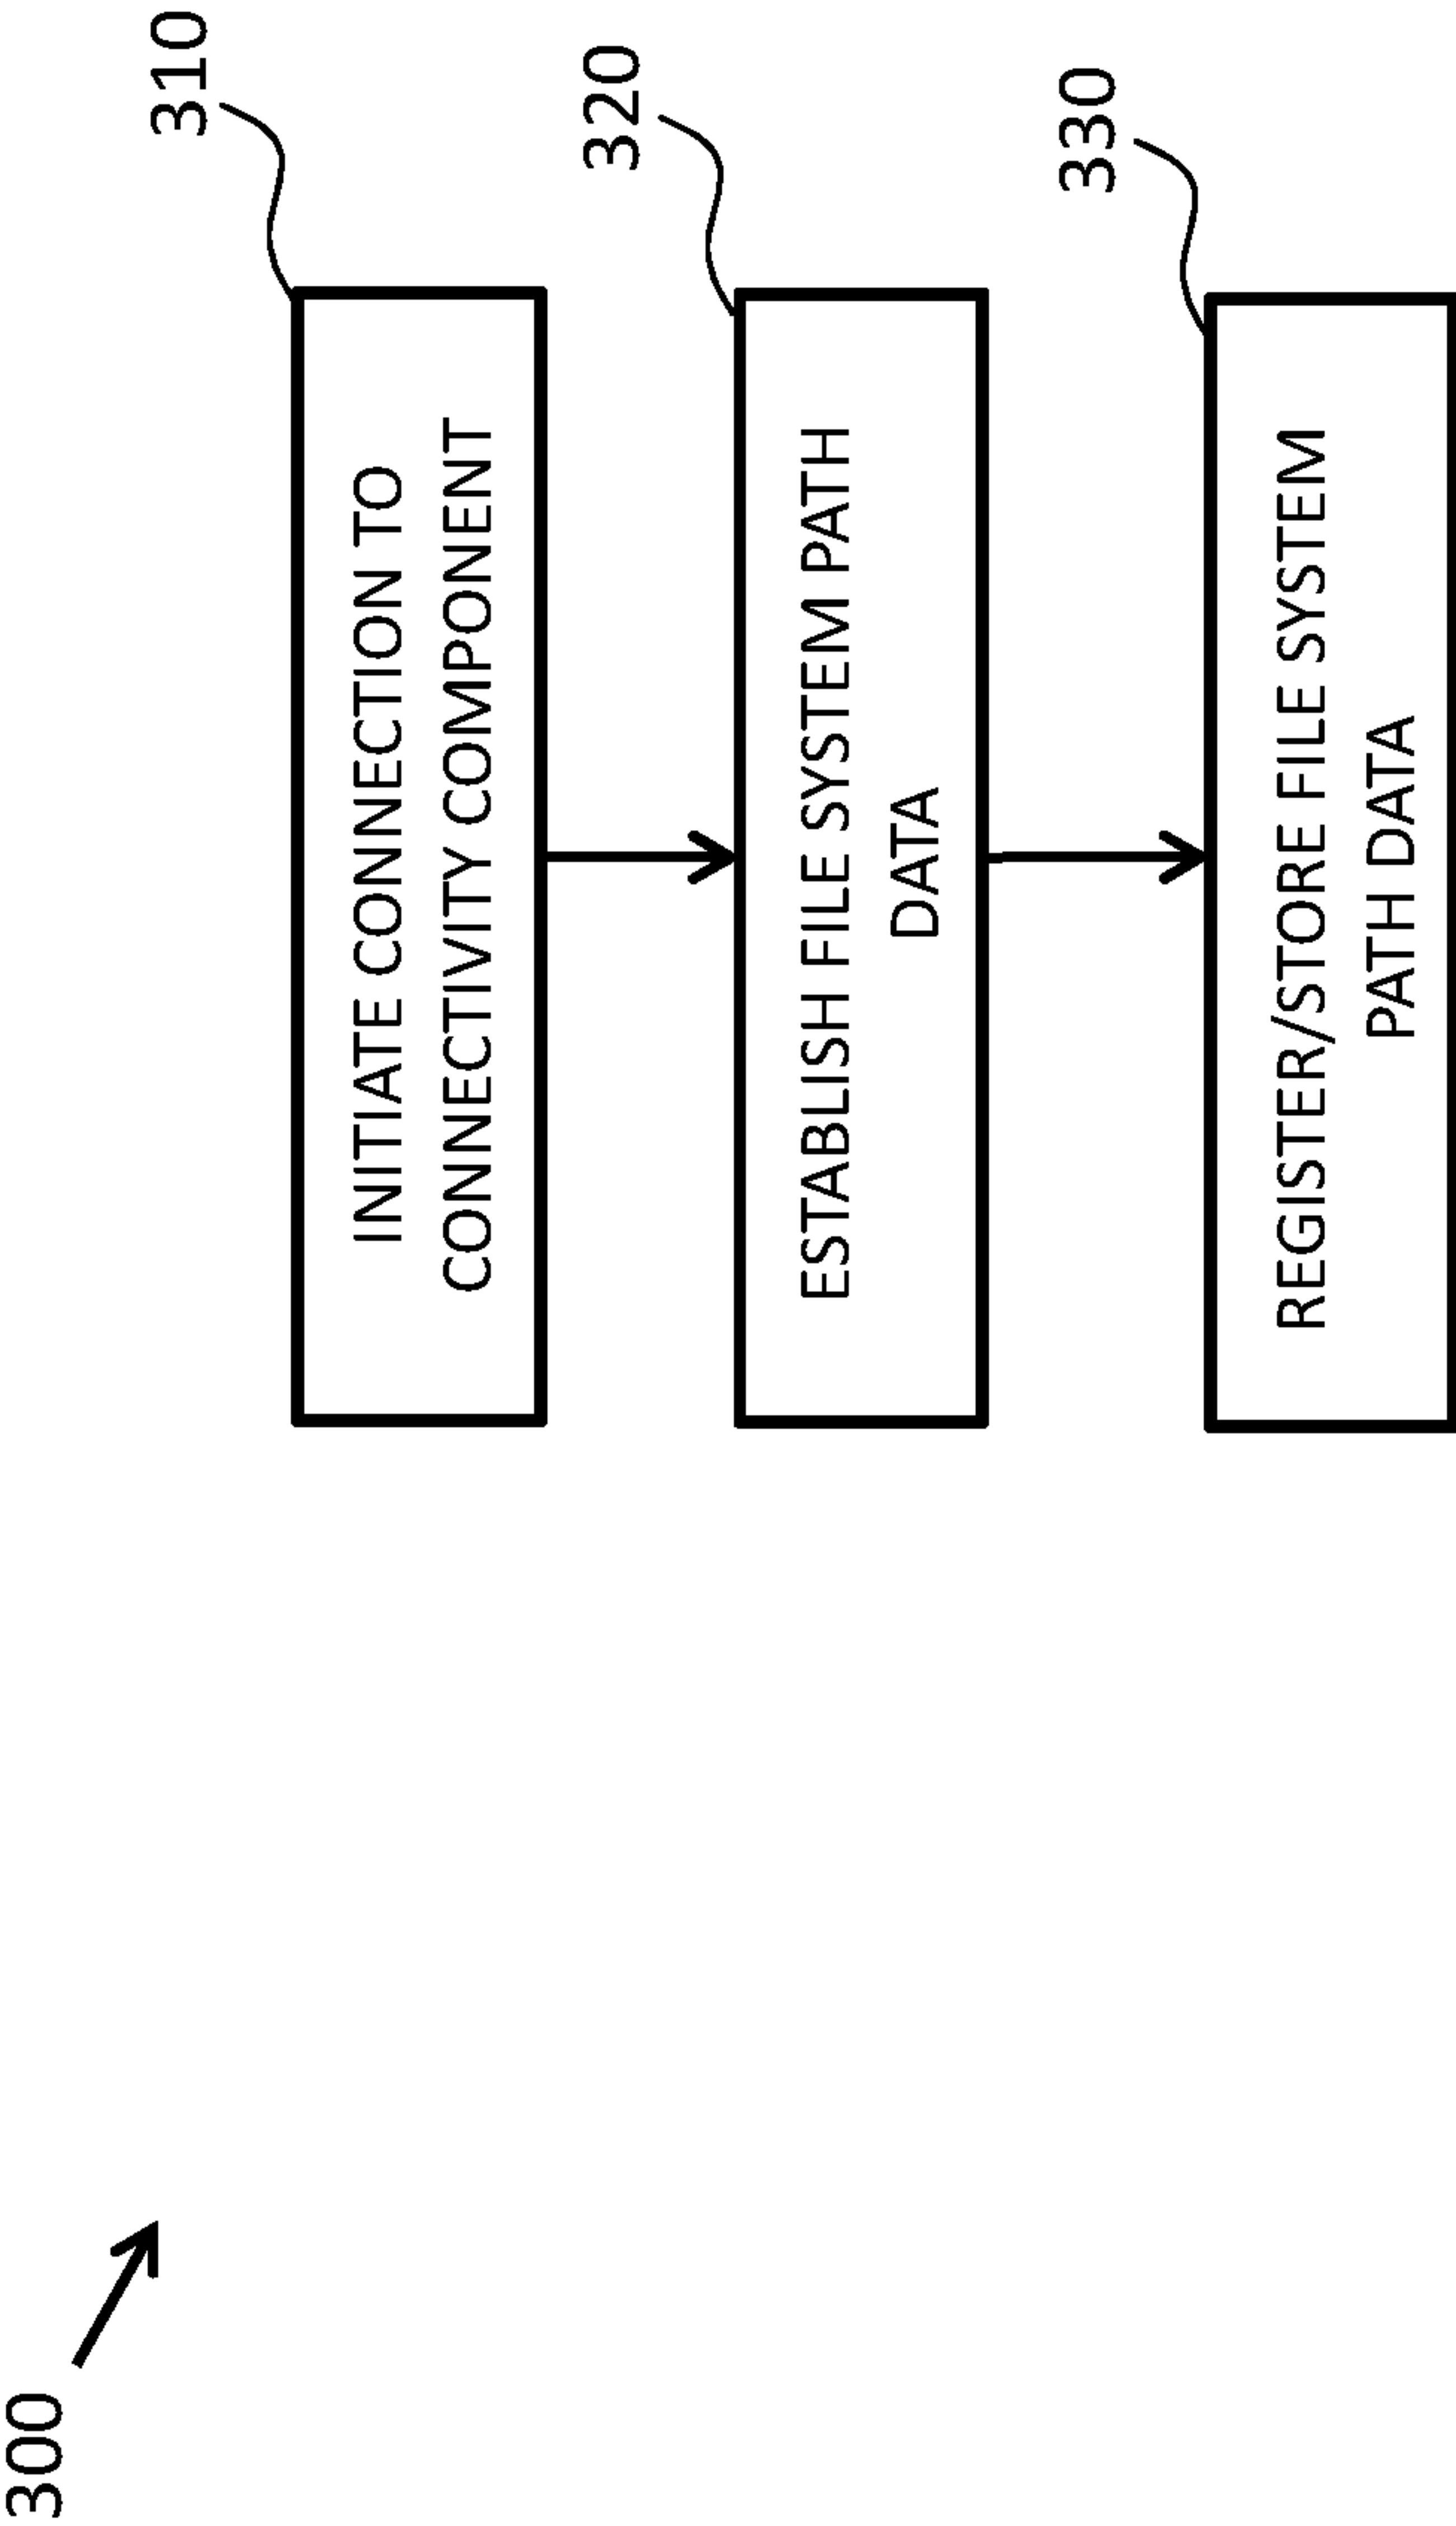 300
310
INITIATE CONNECTION TO
CONNECTIVITY COMPONENT
320
ESTABLISH FILE SYSTEM PATH
DATA
330
REGISTER/STORE FILE SYSTEM
PATH DATA